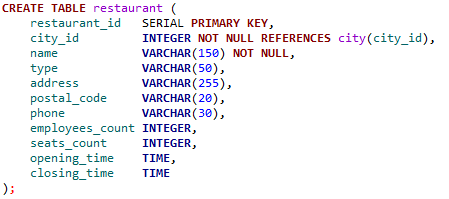 CREATE TABLE restaurant (
    restaurant_id   SERIAL PRIMARY KEY,
    city_id         INTEGER NOT NULL REFERENCES city(city_id),
    name            VARCHAR(150) NOT NULL,
    type            VARCHAR(50),
    address         VARCHAR(255),
    postal_code     VARCHAR(20),
    phone           VARCHAR(30),
    employees_count INTEGER,
    seats_count     INTEGER,
    opening_time    TIME,
    closing_time    TIME
);